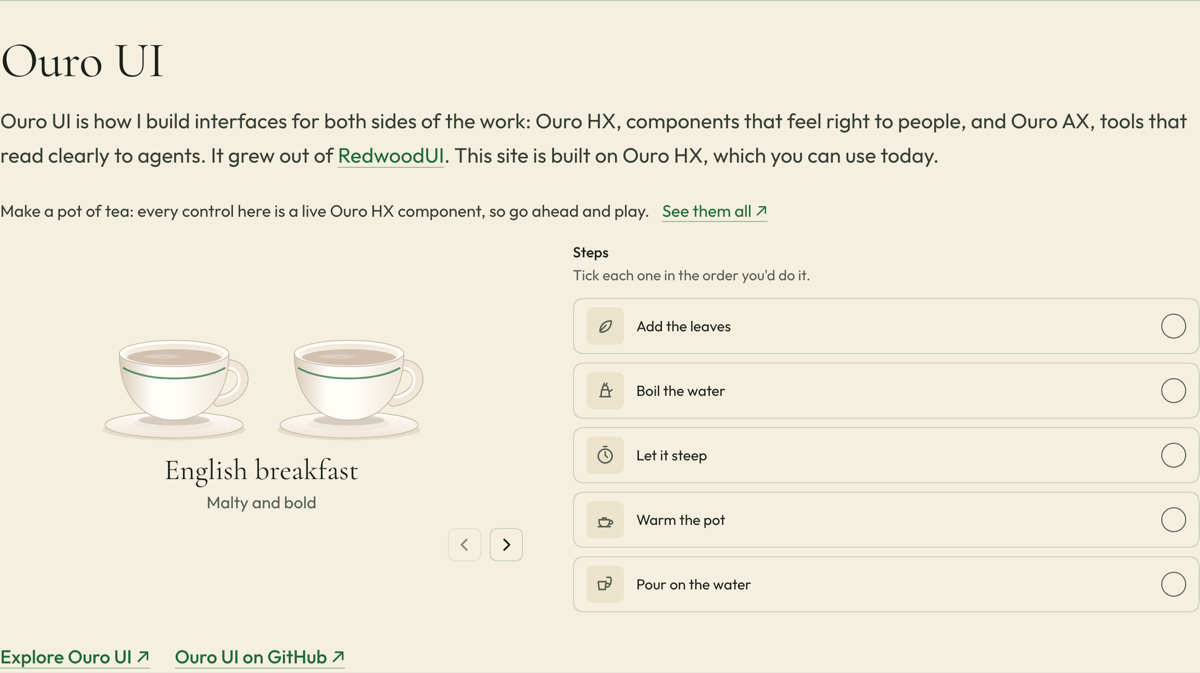 Ouro UI
Ouro UI is how I build interfaces for both sides of the work: Ouro HX, components that feel right to people, and Ouro AX, tools that
read clearly to agents. It grew out of RedwoodUI. This site is built on Ouro HX, which you can use today.
Make a pot of tea: every control here is a live Ouro HX component, so go ahead and play. See them all ↗
English breakfast
Malty and bold
Steps
Tick each one in the order you'd do it.
Add the leaves
Boil the water
Let it steep
Warm the pot
Pour on the water
Explore Ouro UI ↗ Ouro UI on GitHub ↗